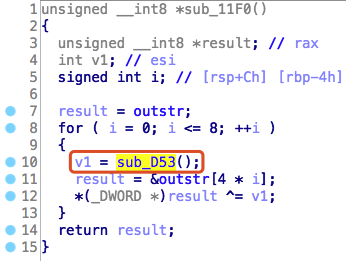 1 unsigned __int8 *sub_11F0()
2 {
3 unsigned __int8 *result; // rax
4 int v1; // esi
5 signed int i; // [rsp+Ch] [rbp-4h]
6
7 result = outstr;
8 for ( i = 0; i <= 8; ++i )
9 {
10 v1 = sub_D53();
11 result = &outstr[4 * i];
12 *(_DWORD *)result ^= v1;
13 }
14 return result;
15 }